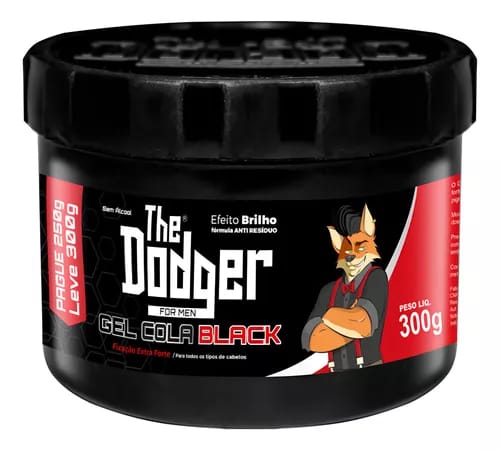 PAGUE 250g
Leve 300g
Sem Álcool
The
Dodger®
FOR MEN
Efeito Brilho
fórmula ANTI RESÍDUO
GEL COLA BLACK
Fixação Extra Forte / Para todos os tipos de cabelos
PESO LIQ.
300g